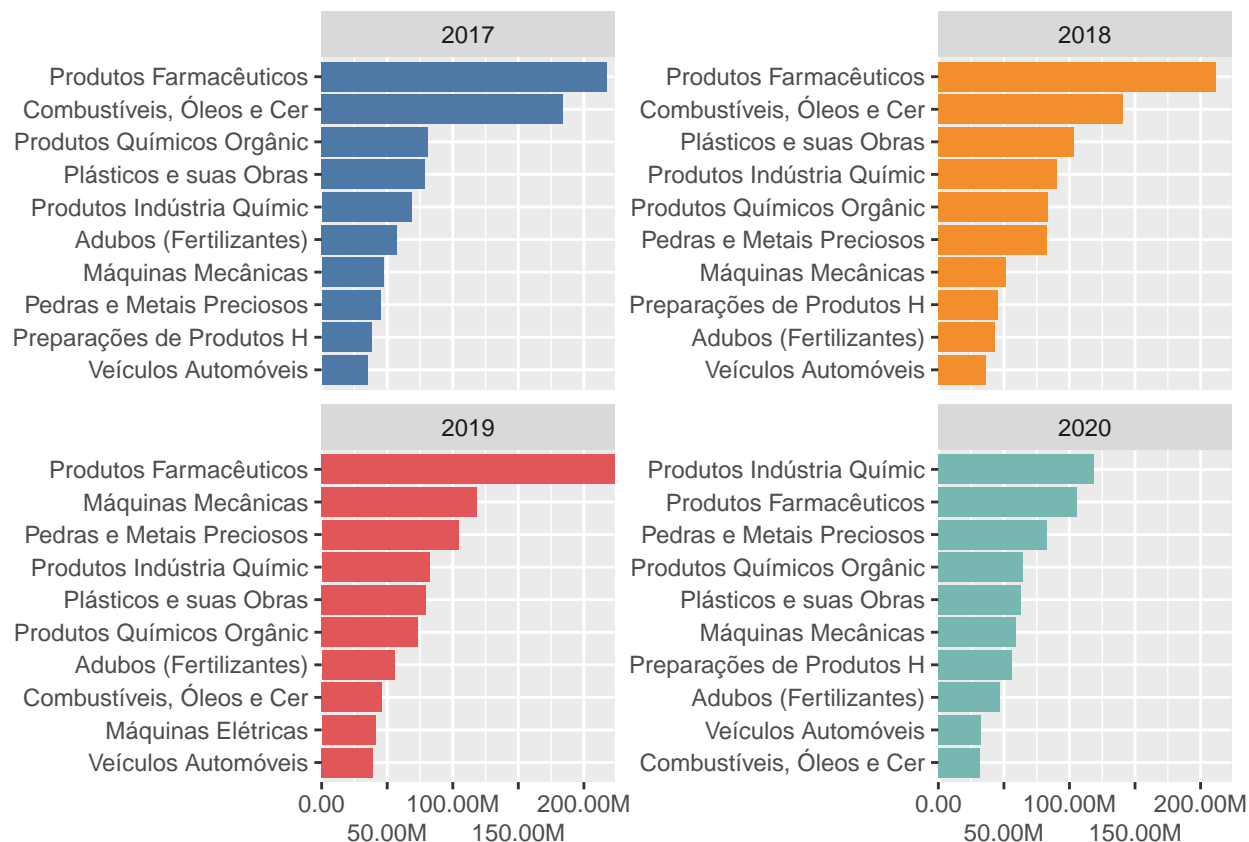 2017
Produtos Farmacêuticos
Combustíveis, Óleos e Cer
Produtos Químicos Orgânic
Plásticos e suas Obras
Produtos Indústria Químic
Adubos (Fertilizantes)
Máquinas Mecânicas
Pedras e Metais Preciosos
Preparações de Produtos H
Veículos Automóveis
2018
Produtos Farmacêuticos
Combustíveis, Óleos e Cer
Plásticos e suas Obras
Produtos Indústria Químic
Produtos Químicos Orgânic
Pedras e Metais Preciosos
Máquinas Mecânicas
Preparações de Produtos H
Adubos (Fertilizantes)
Veículos Automóveis
2019
Produtos Farmacêuticos
Máquinas Mecânicas
Pedras e Metais Preciosos
Produtos Indústria Químic
Plásticos e suas Obras
Produtos Químicos Orgânic
Adubos (Fertilizantes)
Combustíveis, Óleos e Cer
Máquinas Elétricas
Veículos Automóveis
0.00 100.00M 200.00M
50.00M 150.00M
2020
Produtos Indústria Químic
Produtos Farmacêuticos
Pedras e Metais Preciosos
Produtos Químicos Orgânic
Plásticos e suas Obras
Máquinas Mecânicas
Preparações de Produtos H
Adubos (Fertilizantes)
Veículos Automóveis
Combustíveis, Óleos e Cer
0.00 100.00M 200.00M
50.00M 150.00M